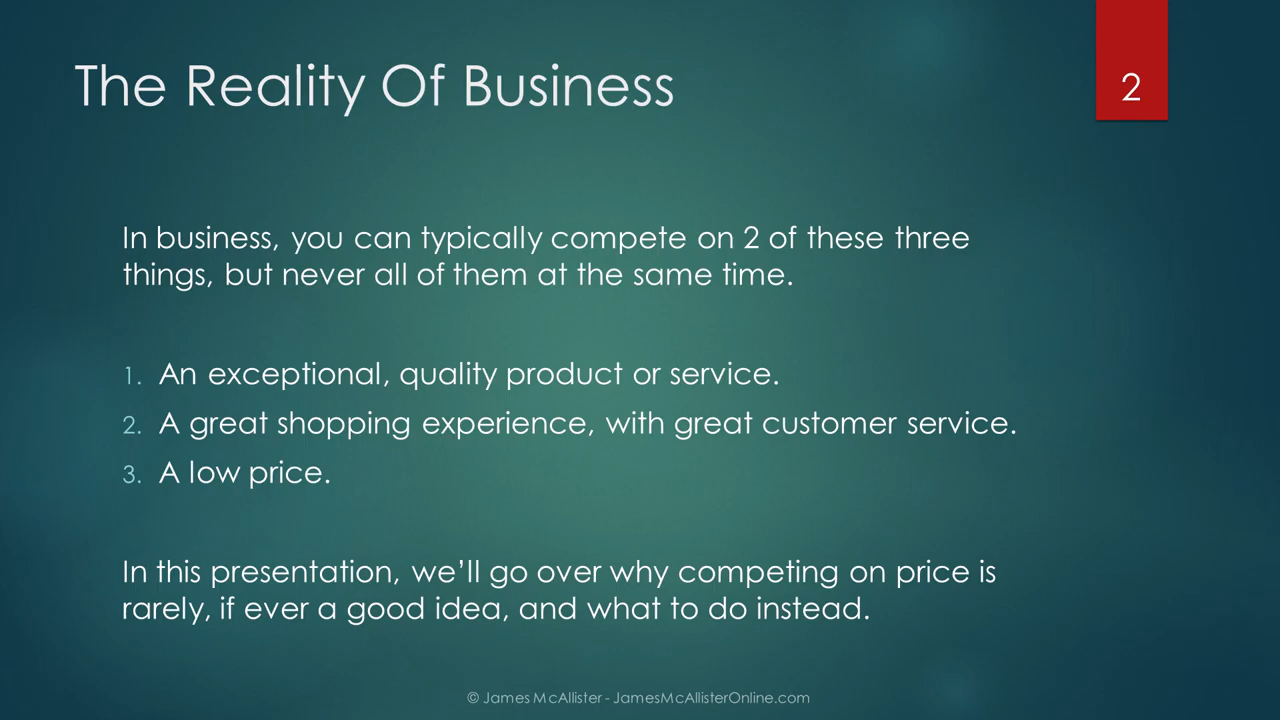 The Reality Of Business
2
In business, you can typically compete on 2 of these three
things, but never all of them at the same time.
1. An exceptional, quality product or service.
2. A great shopping experience, with great customer service.
3. A low price.
In this presentation, we’ll go over why competing on price is
rarely, if ever a good idea, and what to do instead.
© James McAllister - JamesMcAllisterOnline.com